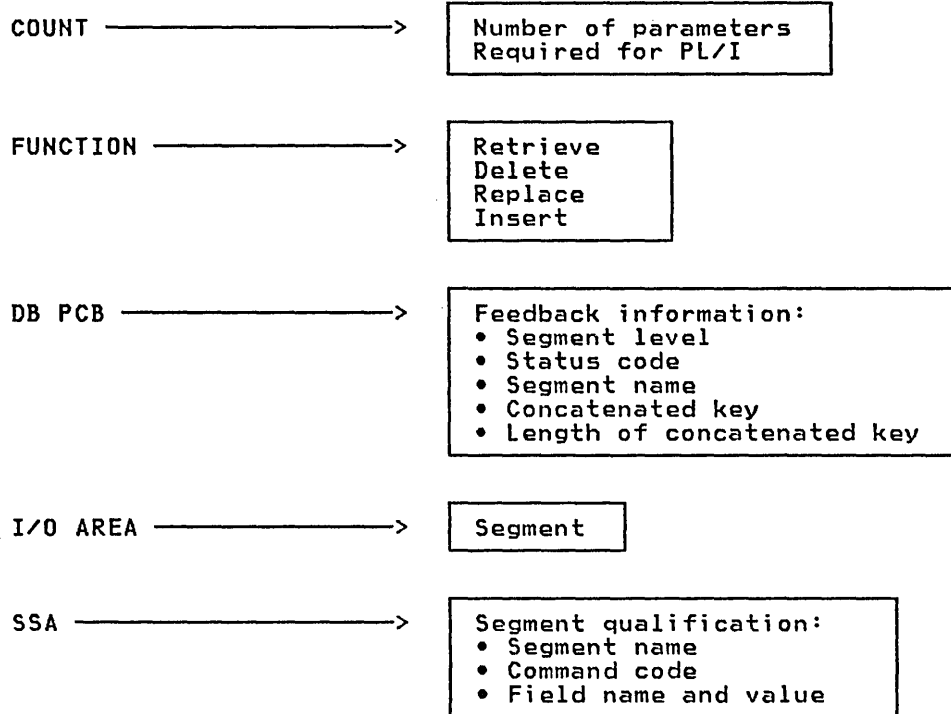 COUNT
Number of parameters
Required for PL/I
FUNCTION
Retrieve
Delete
Replace
Insert
DB PCB
Feedback information:
• Segment level
• Status code
• Segment name
• Concatenated key
• Length of concatenated key
I/O AREA
Segment
SSA
Segment qualification:
• Segment name
• Command code
• Field name and value